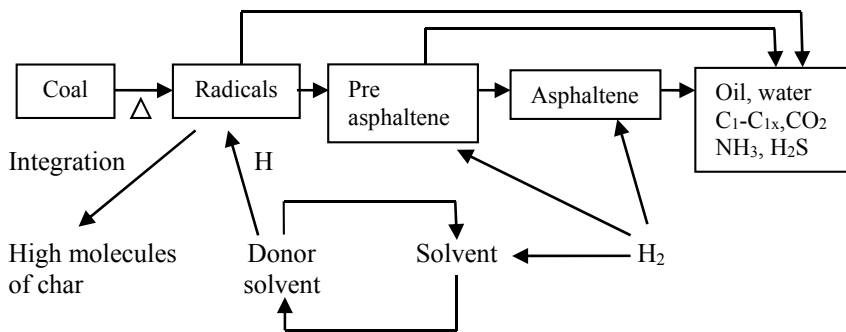 Coal
Radicals
Pre
asphaltene
Asphaltene
Oil, water
C₁-C₁ₓ,CO₂
NH₃, H₂S
△
Integration
H
High molecules
of char
Donor
solvent
Solvent
H₂